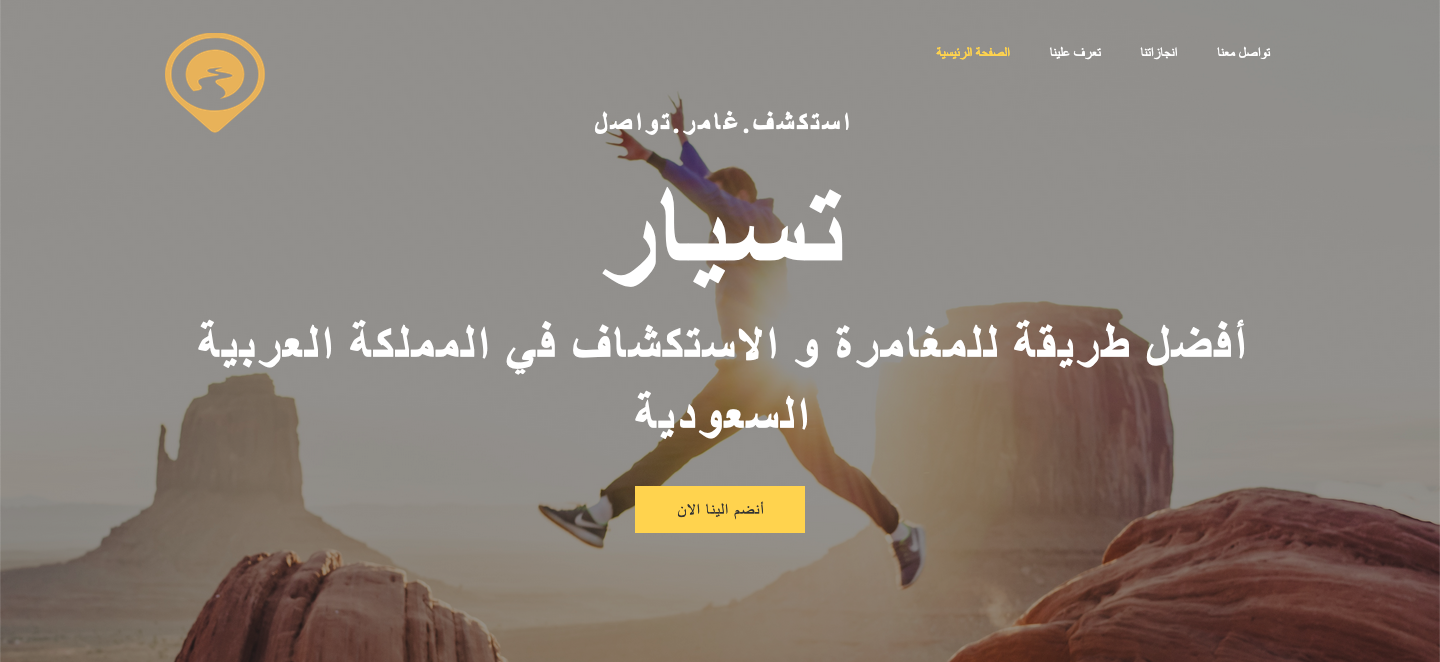 تواصل معنا
انجازاتنا
تعرف علينا
الصفحة الرئيسية
استكشف.غامر.تواصل
تسيار
أفضل طريقة للمغامرة و الاستكشاف في المملكة العربية
السعودية
أنضم الينا الان